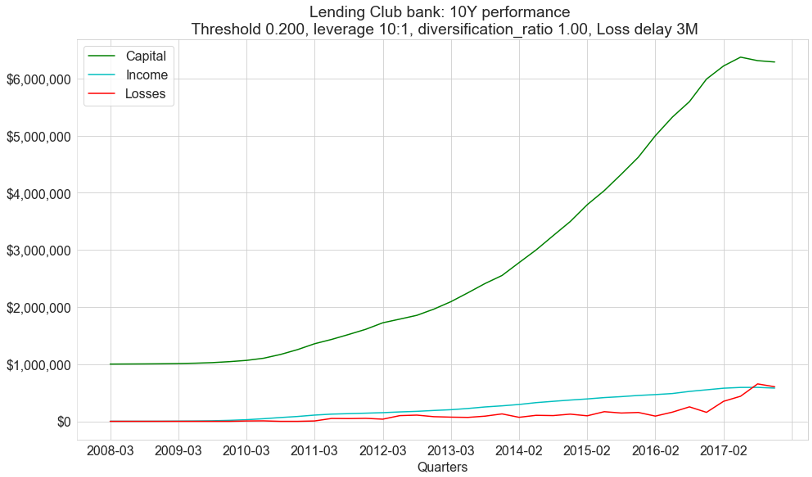 Lending Club bank: 10Y performance
Threshold 0.200, leverage 10:1, diversification_ratio 1.00, Loss delay 3M
Capital
Income
Losses
$6,000,000
$5,000,000
$4,000,000
$3,000,000
$2,000,000
$1,000,000
$0
2008-03 2009-03 2010-03 2011-03 2012-03 2013-03 2014-02 2015-02 2016-02 2017-02
Quarters